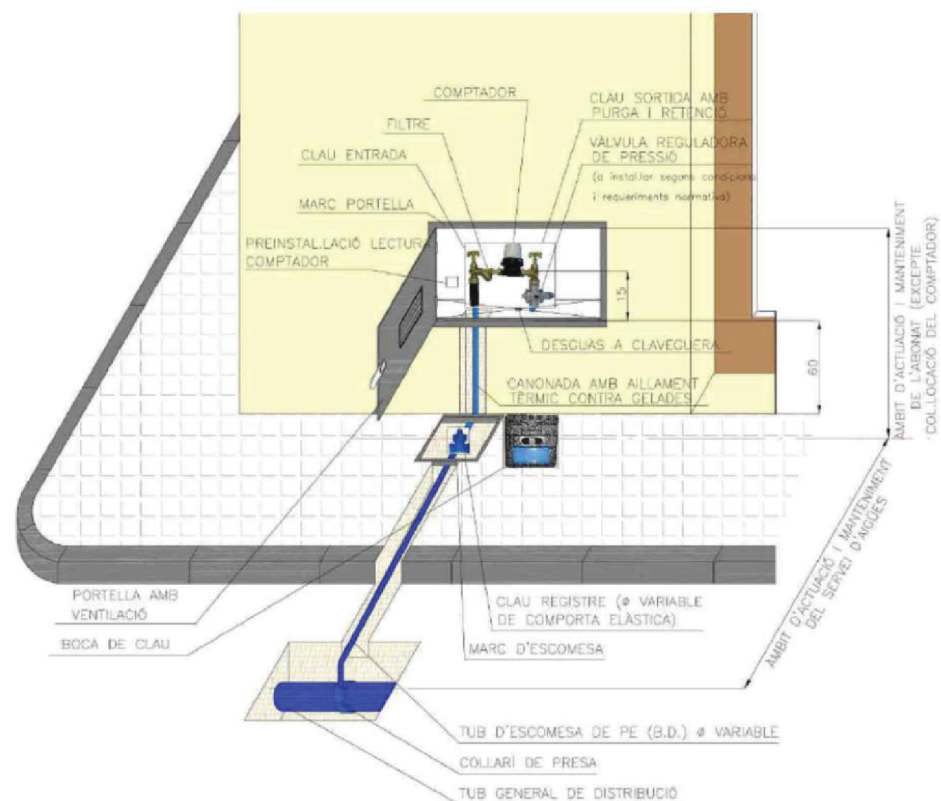 COMPTADOR
FILTRE
CLAU ENTRADA
MARC PORTELLA
PREINSTAL.LACIÓ LECTURA
COMPTADOR
CLAU SORTIDA AMB
PURGA I RETENCIÓ
VÀLVULA REGULADORA
DE PRESSIÓ
(a instal.lar segons condicions
i requeriments normativa)
15
DESGUÀS A CLAVEGUERA
60
CANONADA AMB AILLAMENT
TÈRMIC CONTRA GELADES
ÀMBIT D'ACTUACIÓ I MANTENIMENT
DE L'ABONAT (EXCEPTE
COL.LOCACIÓ DEL COMPTADOR)
ÀMBIT D'ACTUACIÓ I MANTENIMENT
DEL SERVEI D'AIGÜES
PORTELLA AMB
VENTILACIÓ
BOCA DE CLAU
CLAU REGISTRE (ø VARIABLE
DE COMPORTA ELÀSTICA)
MARC D'ESCOMESA
TUB D'ESCOMESA DE PE (B.D.) ø VARIABLE
COLLARÍ DE PRESA
TUB GENERAL DE DISTRIBUCIÓ